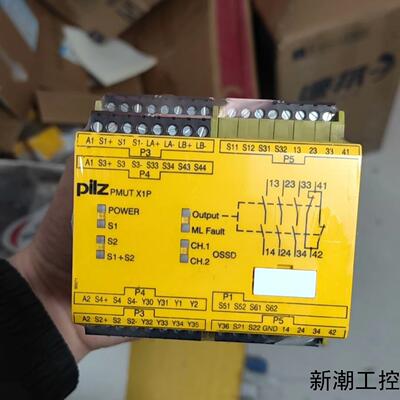 A1 S1+ S1 S1- LA+ LA- LB+ LB-
P3
S11 S12 S31 S32 13 23 33 41
P5
A1 S3+ S3 S3- S33 S34 S43 S44
P4
pilz PMUT X1P
POWER
S1
S2
S1+S2
Output
ML Fault
CH.1
CH.2
OSSD
13 23 33 41
14 24 34 42
P4
A2 S4+ S4 S4- Y30 Y31 Y1 Y2
P3
A2 S2+ S2 S2- Y32 Y33 Y34 Y35
P1
S51 S52 S61 S62
P5
Y36 S21 S22 GND 14 24 34 42
新潮工控